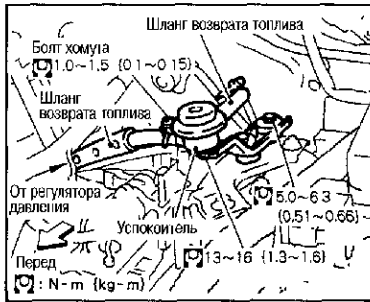 Шланг возврата топлива
Болт хомута
1.0~1.5 {0.1~0.15}
Шланг
возврата топлива
От регулятора
давления
5.0~6.3
{0.51~0.66}
Успокоитель
13~16 {1.3~1.6}
Перед
: N-m {kg-m}